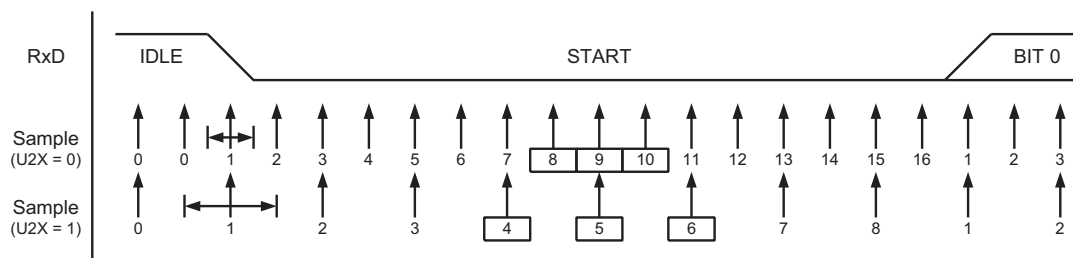 RxD IDLE START BIT 0
Sample
(U2X = 0) 0 0 1 2 3 4 5 6 7 8 9 10 11 12 13 14 15 16 1 2 3
Sample
(U2X = 1) 0 1 2 3 4 5 6 7 8 1 2